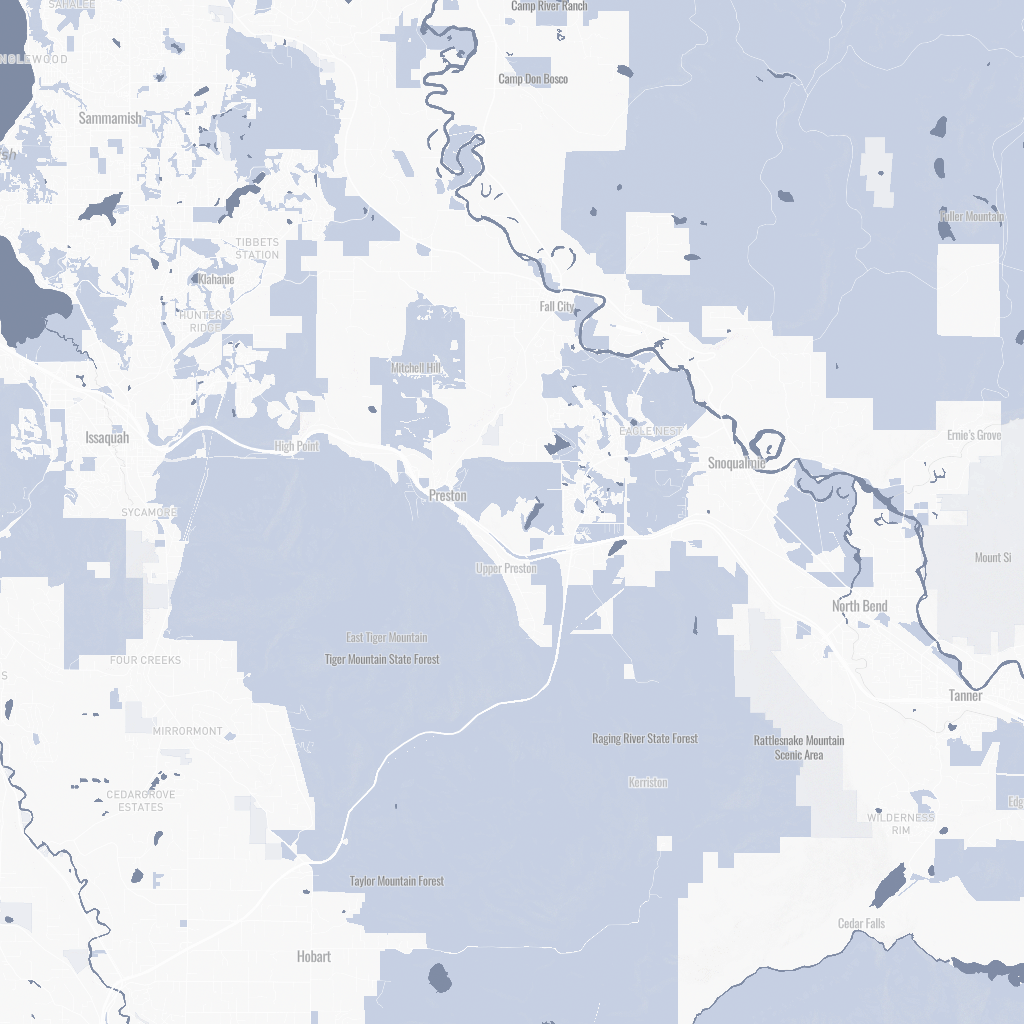 SAHALEE
Camp River Ranch
NGLEWOOD
Camp Don Bosco
Sammamish
sh
Fuller Mountain
TIBBETS
STATION
Klahanie
Fall City
HUNTER'S
RIDGE
Mitchell Hill
Issaquah
High Point
EAGLE NEST
Ernie's Grove
Snoqualmie
Preston
SYCAMORE
Upper Preston
Mount Si
North Bend
East Tiger Mountain
Tiger Mountain State Forest
FOUR CREEKS
S
Tanner
MIRRORMONT
Raging River State Forest
Rattlesnake Mountain
Scenic Area
Kerriston
CEDARGROVE
ESTATES
Edg
WILDERNESS
RIM
Taylor Mountain Forest
Cedar Falls
Hobart